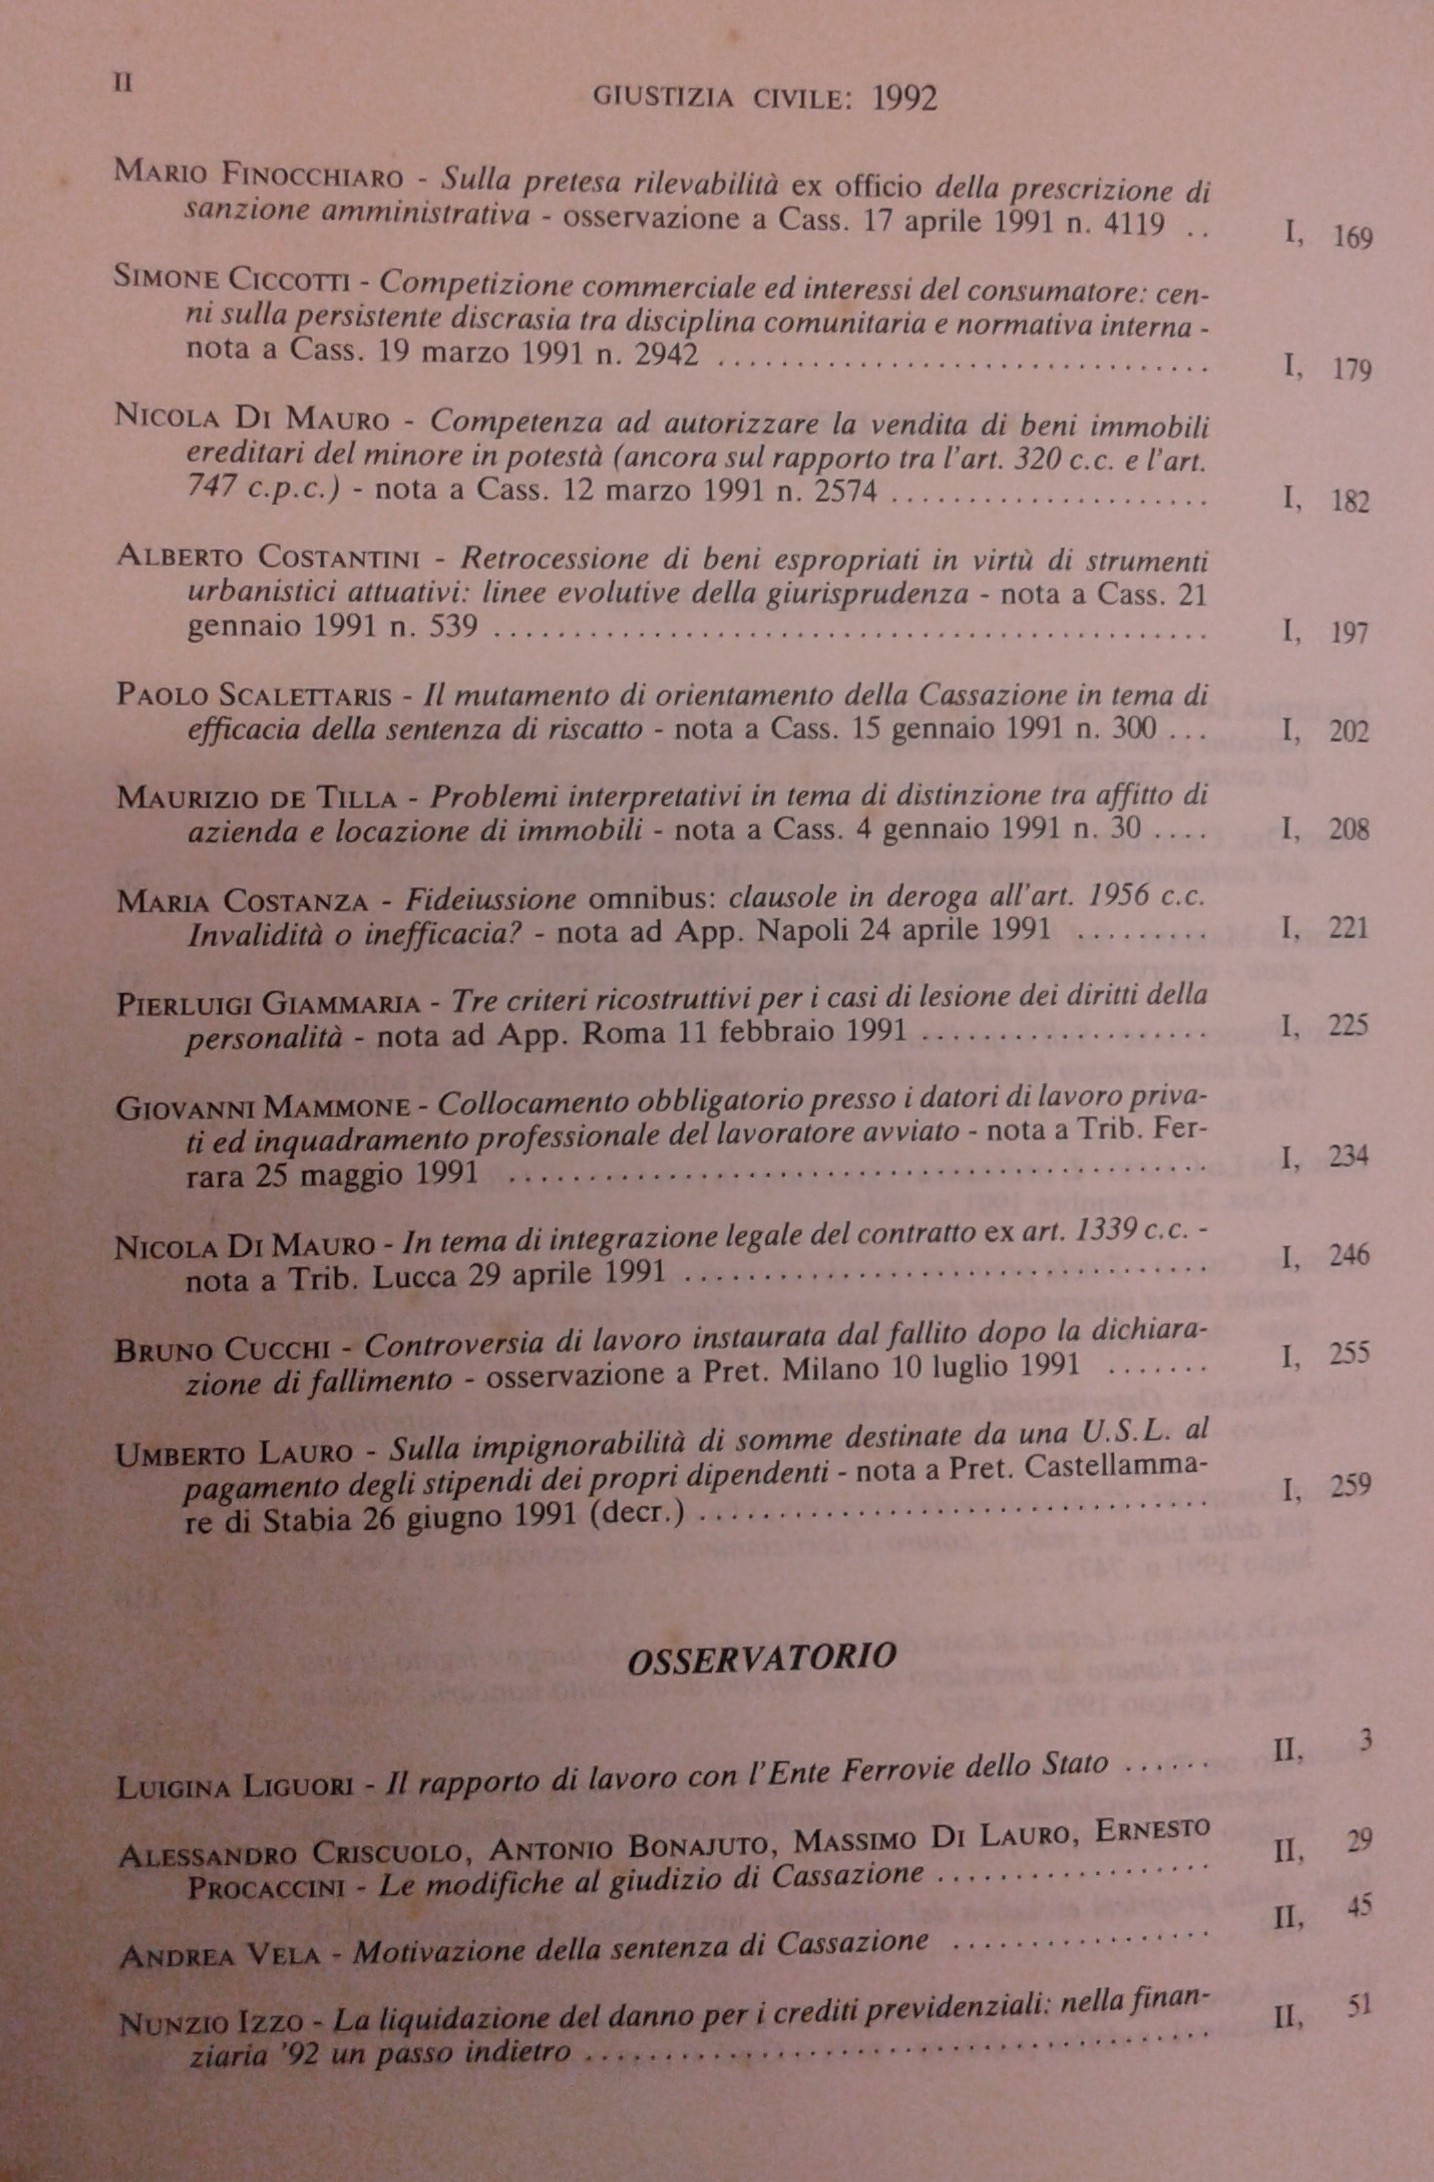 II
GIUSTIZIA CIVILE: 1992
MARIO FINOCCHIARO - Sulla pretesa rilevabilità ex officio della prescrizione di
sanzione amministrativa - osservazione a Cass. 17 aprile 1991 n. 4119 .. I, 169
SIMONE CICCOTTI - Competizione commerciale ed interessi del consumatore: cen-
ni sulla persistente discrasia tra disciplina comunitaria e normativa interna -
nota a Cass. 19 marzo 1991 n. 2942 ................................ I, 179
NICOLA DI MAURO - Competenza ad autorizzare la vendita di beni immobili
ereditari del minore in potestà (ancora sul rapporto tra l'art. 320 c.c. e l'art.
747 c.p.c.) - nota a Cass. 12 marzo 1991 n. 2574 ..................... I, 182
ALBERTO COSTANTINI - Retrocessione di beni espropriati in virtù di strumenti
urbanistici attuativi: linee evolutive della giurisprudenza - nota a Cass. 21
gennaio 1991 n. 539 .............................................. I, 197
PAOLO SCALETTARIS - Il mutamento di orientamento della Cassazione in tema di
efficacia della sentenza di riscatto - nota a Cass. 15 gennaio 1991 n. 300 ... I, 202
MAURIZIO DE TILLA - Problemi interpretativi in tema di distinzione tra affitto di
azienda e locazione di immobili - nota a Cass. 4 gennaio 1991 n. 30 .... I, 208
MARIA COSTANZA - Fideiussione omnibus: clausole in deroga all'art. 1956 c.c.
Invalidità o inefficacia? - nota ad App. Napoli 24 aprile 1991 ......... I, 221
PIERLUIGI GIAMMARIA - Tre criteri ricostruttivi per i casi di lesione dei diritti della
personalità - nota ad App. Roma 11 febbraio 1991 ................... I, 225
GIOVANNI MAMMONE - Collocamento obbligatorio presso i datori di lavoro priva-
ti ed inquadramento professionale del lavoratore avviato - nota a Trib. Fer-
rara 25 maggio 1991 ............................................. I, 234
NICOLA DI MAURO - In tema di integrazione legale del contratto ex art. 1339 c.c. -
nota a Trib. Lucca 29 aprile 1991 .................................. I, 246
BRUNO CUCCHI - Controversia di lavoro instaurata dal fallito dopo la dichiara-
zione di fallimento - osservazione a Pret. Milano 10 luglio 1991 ....... I, 255
UMBERTO LAURO - Sulla impignorabilità di somme destinate da una U.S.L. al
pagamento degli stipendi dei propri dipendenti - nota a Pret. Castellamma-
re di Stabia 26 giugno 1991 (decr.) ................................. I, 259
OSSERVATORIO
LUIGINA LIGUORI - Il rapporto di lavoro con l'Ente Ferrovie dello Stato ...... II, 3
ALESSANDRO CRISCUOLO, ANTONIO BONAJUTO, MASSIMO DI LAURO, ERNESTO
PROCACCINI - Le modifiche al giudizio di Cassazione .................. II, 29
ANDREA VELA - Motivazione della sentenza di Cassazione ................. II, 45
NUNZIO IZZO - La liquidazione del danno per i crediti previdenziali: nella finan-
ziaria '92 un passo indietro ........................................ II, 51